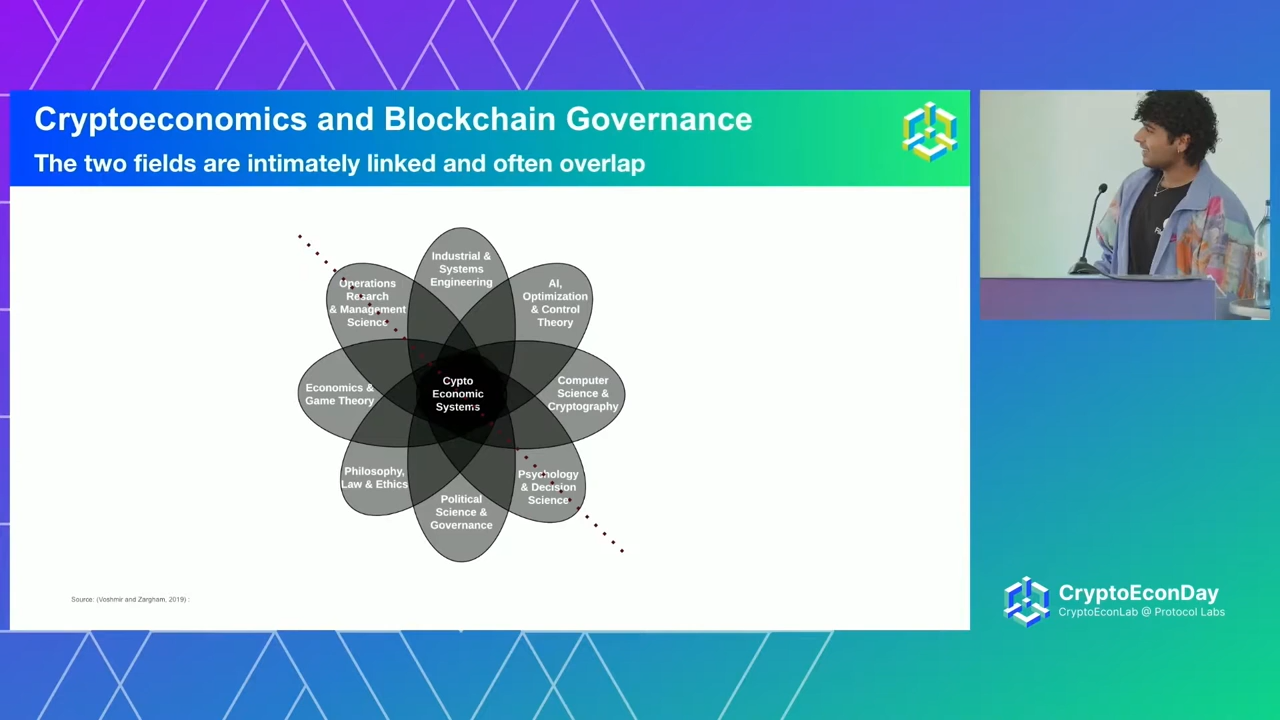 Cryptoeconomics and Blockchain Governance
The two fields are intimately linked and often overlap
Industrial &
Systems
Engineering
Operations
Resarch
& Management
Science
AI,
Optimization
& Control
Theory
Economics &
Game Theory
Cypto
Economic
Systems
Computer
Science &
Cryptography
Philosophy,
Law & Ethics
Psychology
& Decision
Science
Political
Science &
Governance
Source: (Voshmir and Zargham, 2019) :
CryptoEconDay
CryptoEconLab @ Protocol Labs